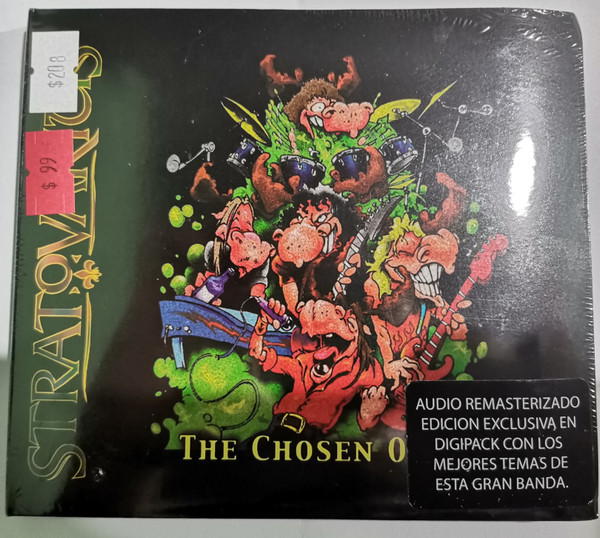 $208
$ 99
STRATOVARIUS
THE CHOSEN O
AUDIO REMASTERIZADO
EDICION EXCLUSIVA EN
DIGIPACK CON LOS
MEJORES TEMAS DE
ESTA GRAN BANDA.